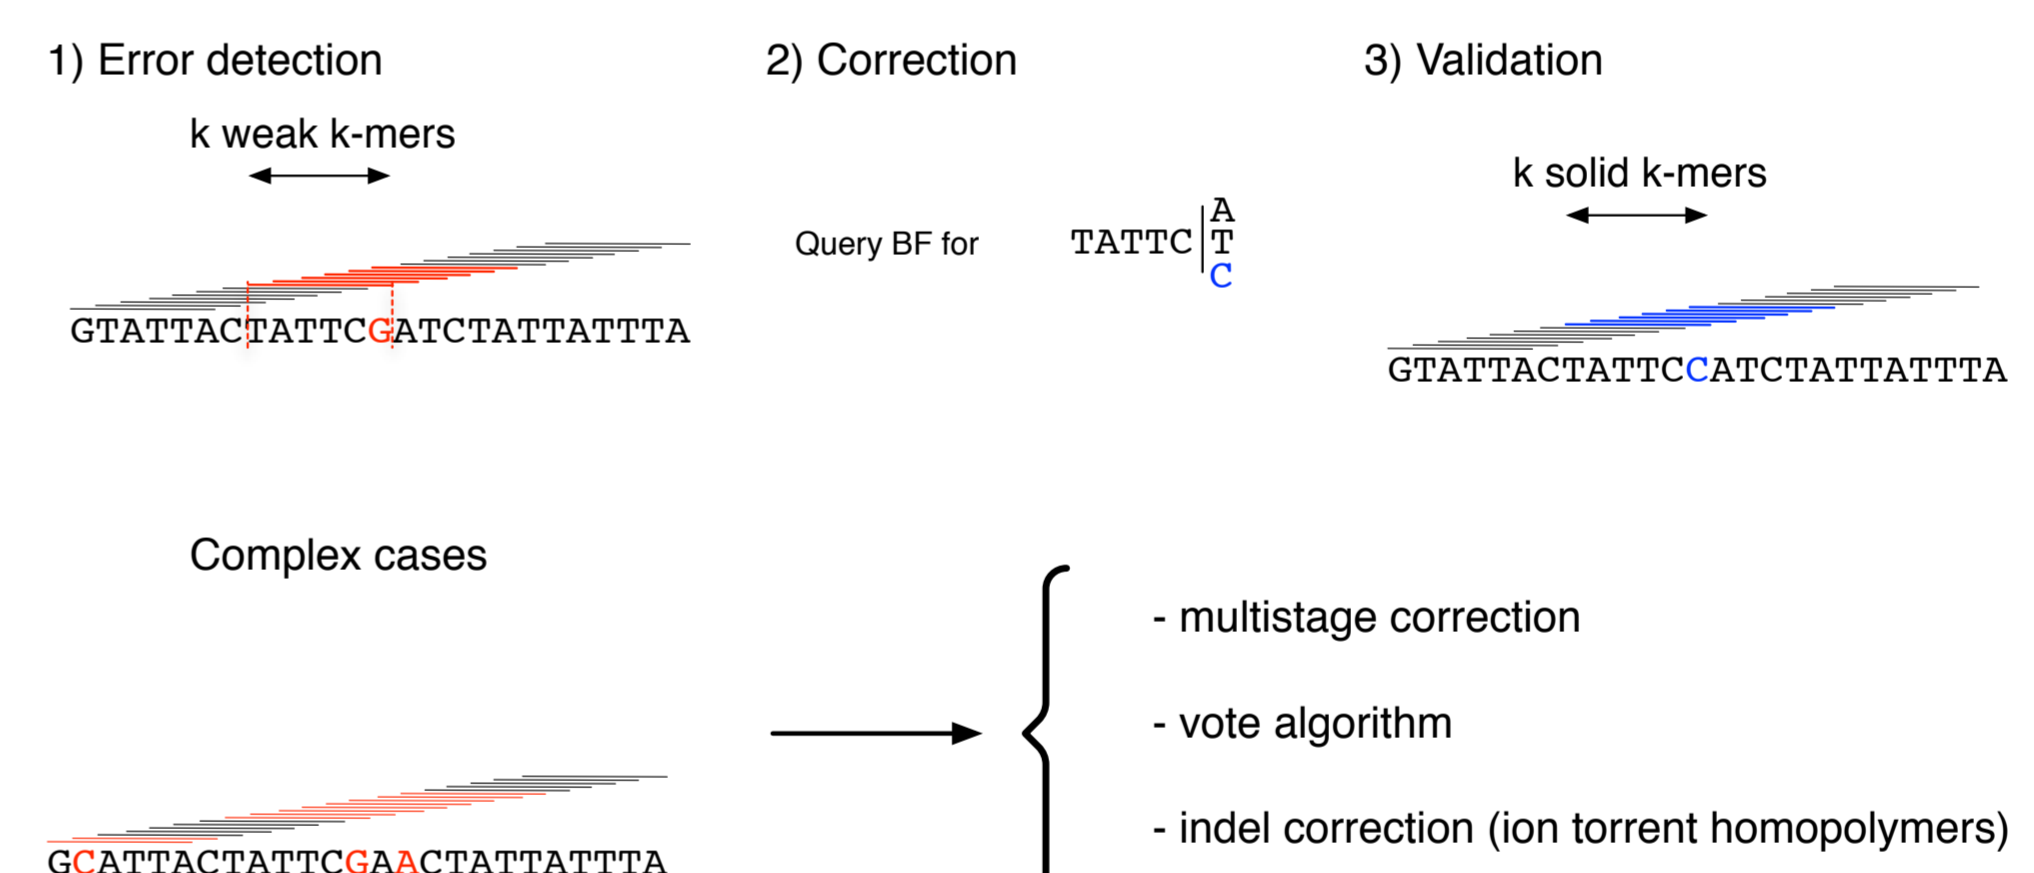 1) Error detection
2) Correction
3) Validation
k weak k-mers
k solid k-mers
GTATTACTATTCGATCTATTATTTA
Query BF for
A
TATTC|T
C
GTATTACTATTCCATCTATTATTTA
Complex cases
- multistage correction
- vote algorithm
- indel correction (ion torrent homopolymers)
GCATTACTATTCGAACTATTATTTA